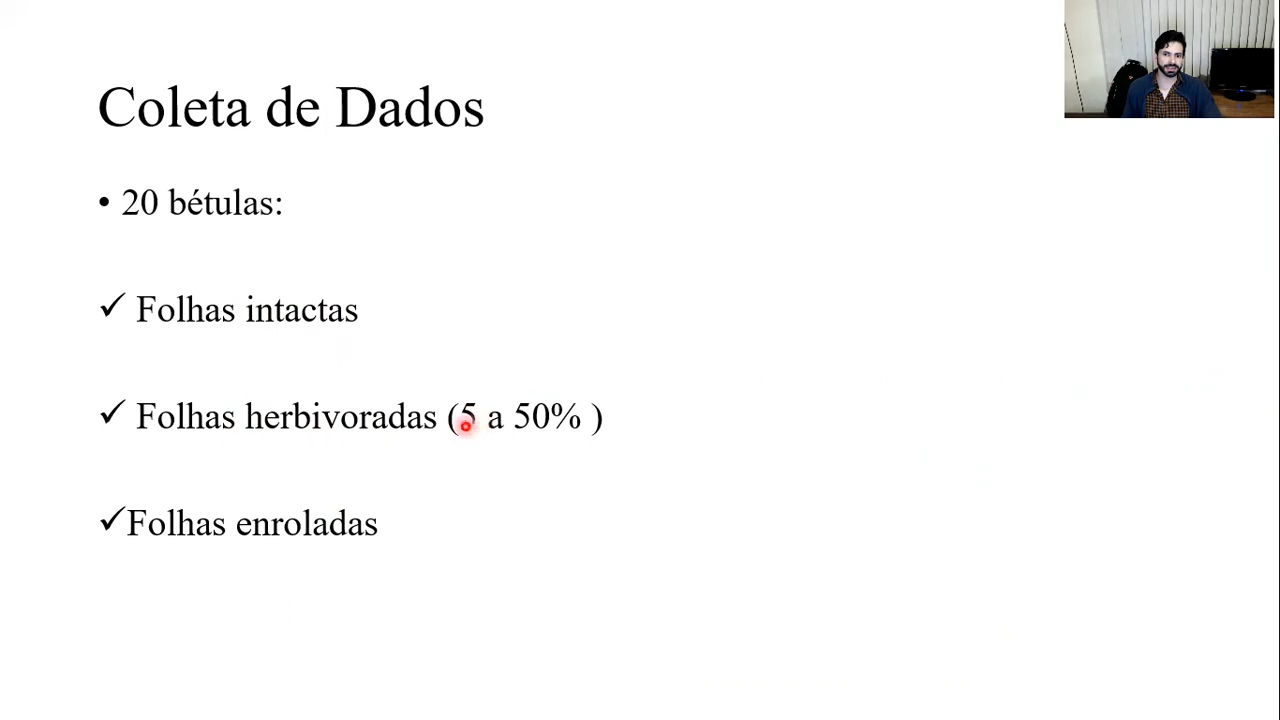 Coleta de Dados
• 20 bétulas:
✓ Folhas intactas
✓ Folhas herbivoradas (5 a 50% )
✓Folhas enroladas